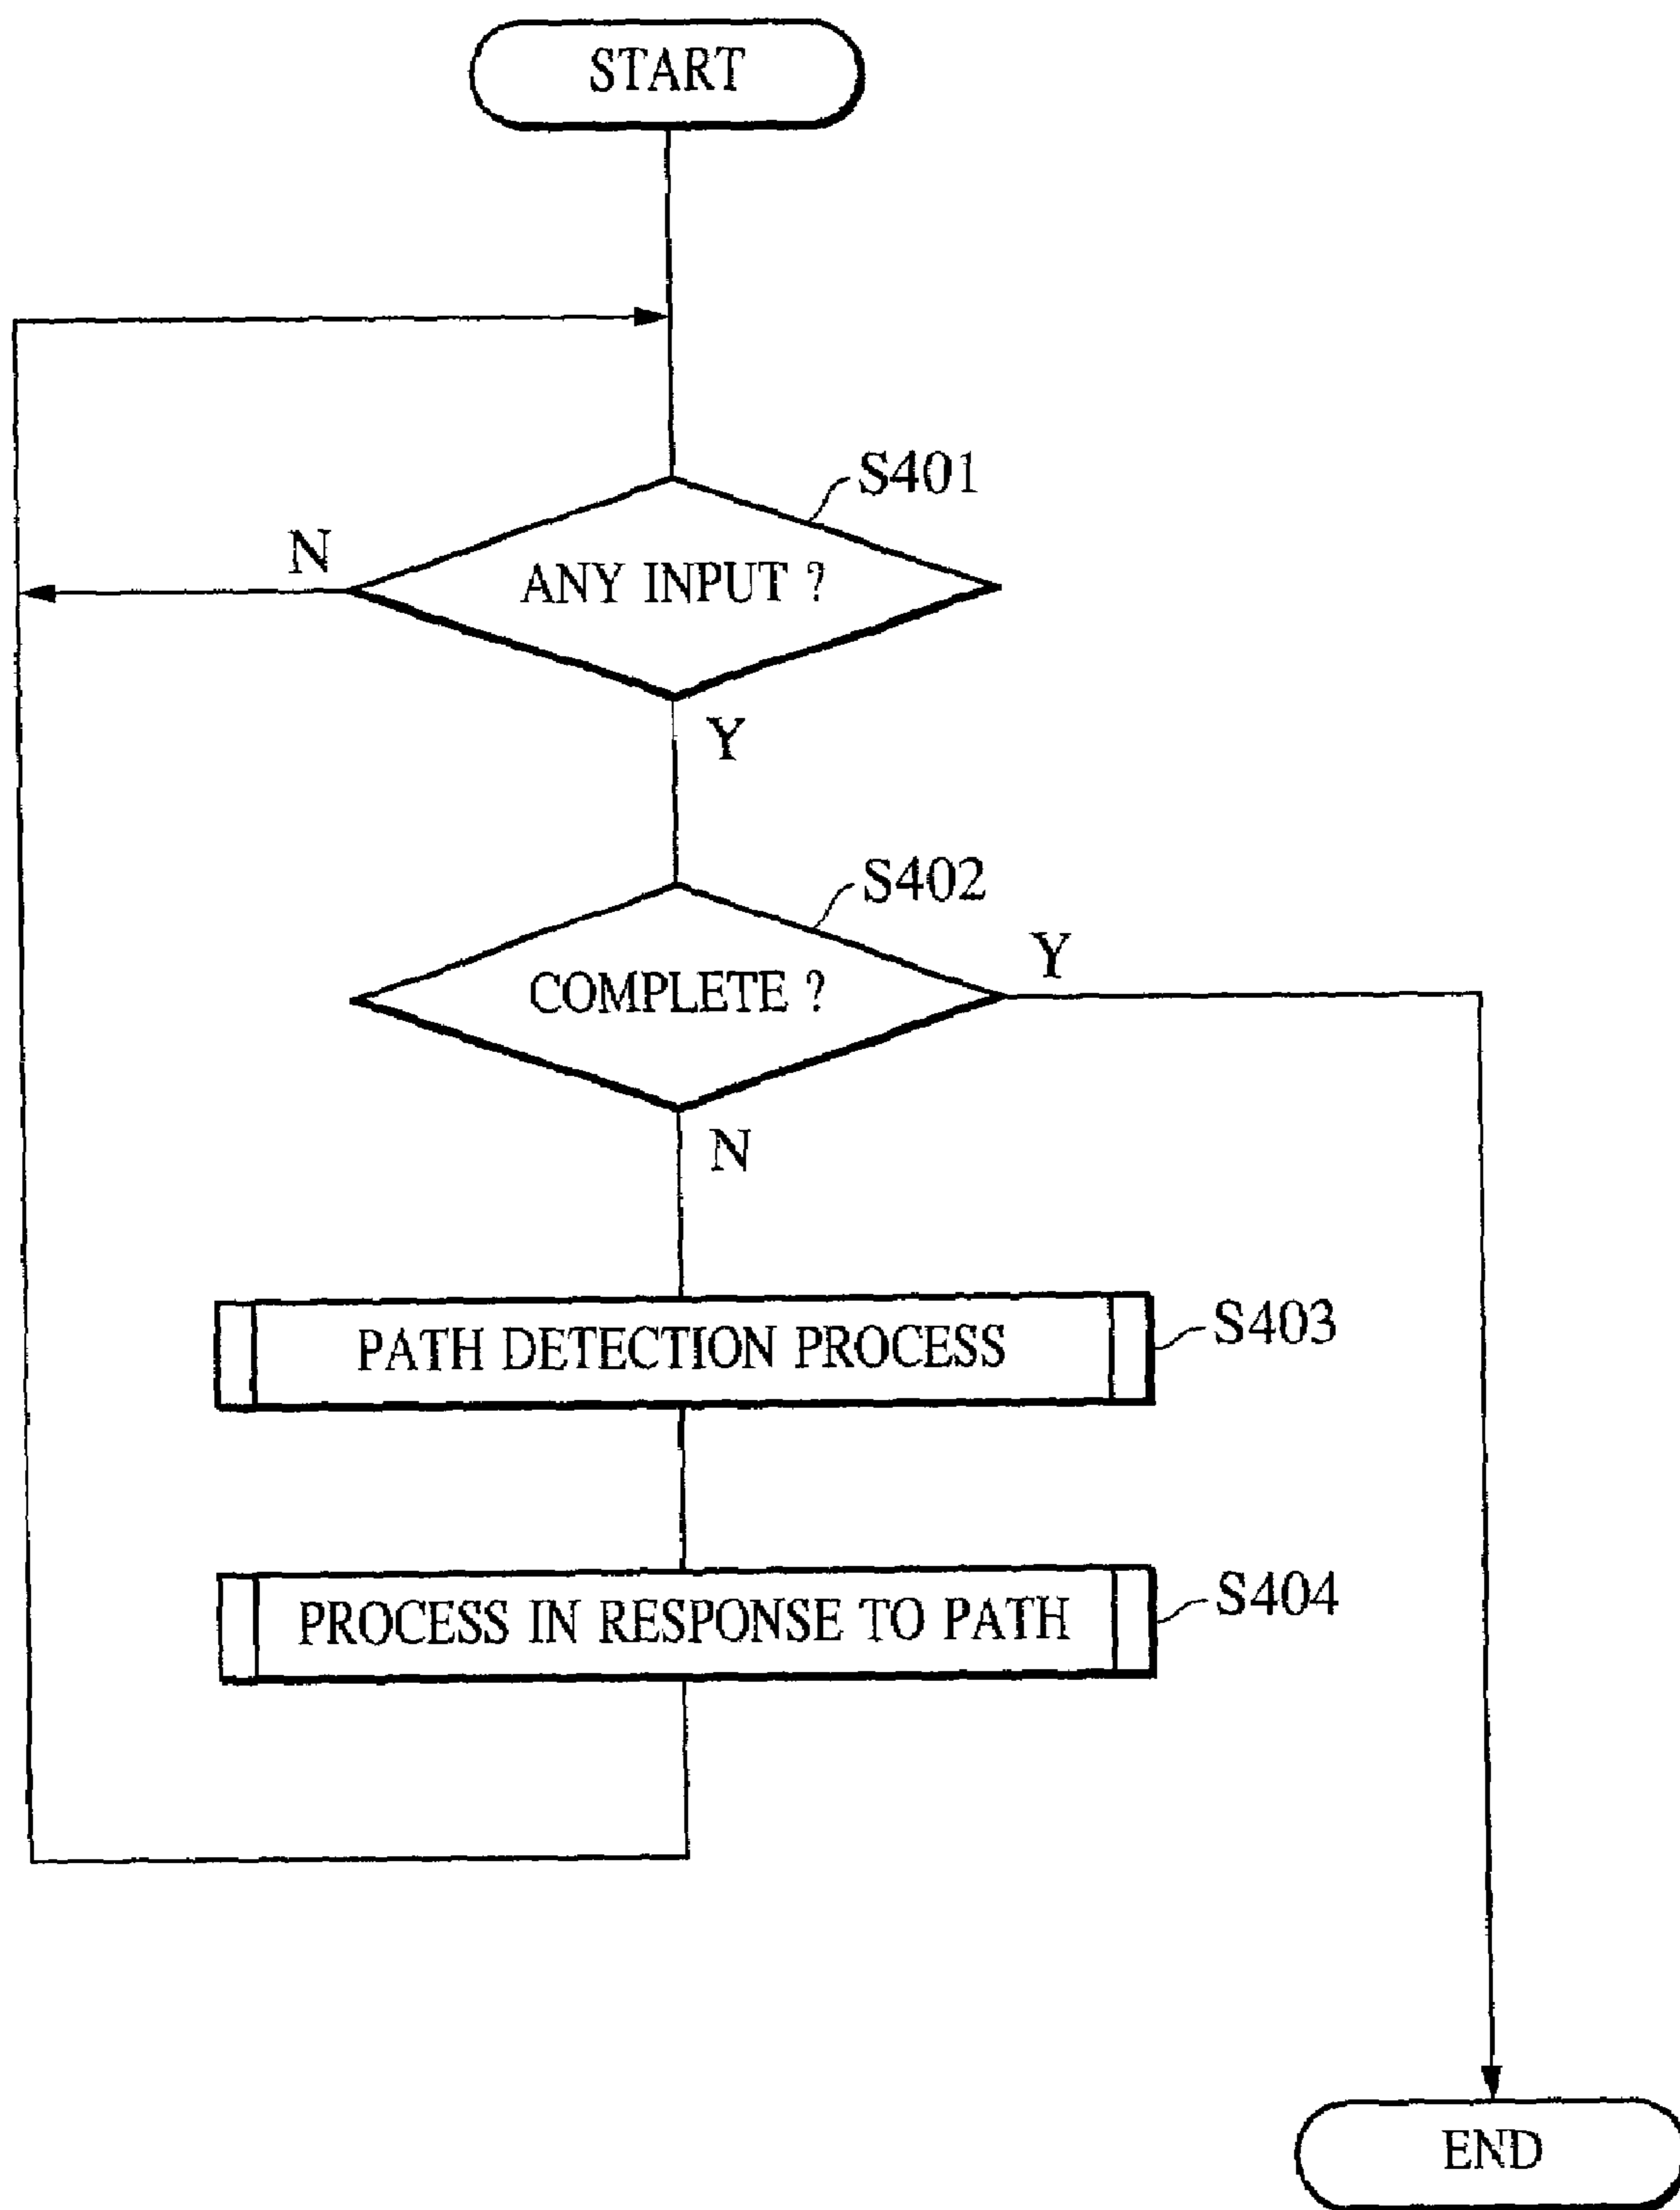 START
S401
N
ANY INPUT ?
Y
S402
Y
COMPLETE ?
N
PATH DETECTION PROCESS
S403
PROCESS IN RESPONSE TO PATH
S404
END